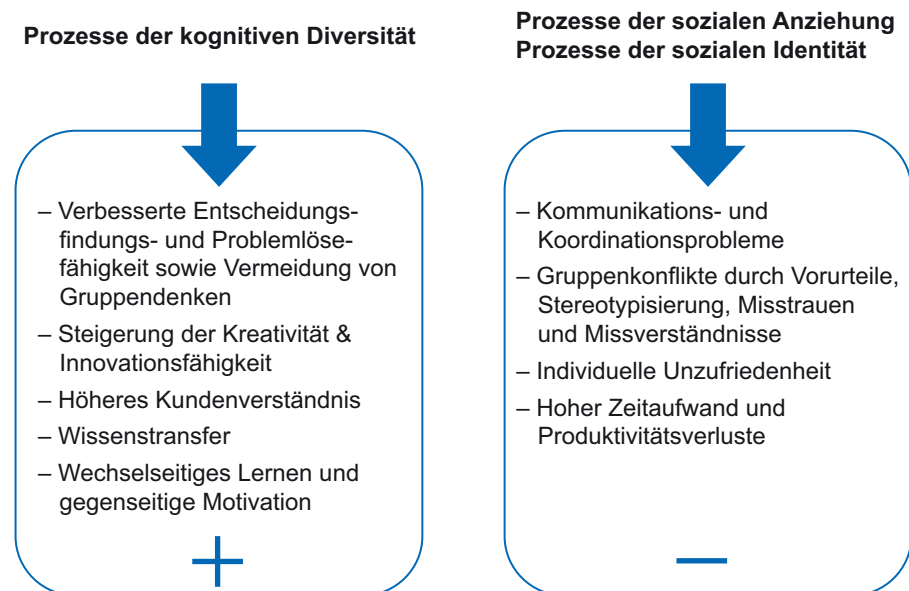 Prozesse der kognitiven Diversität
– Verbesserte Entscheidungs-
findungs- und Problemlöse-
fähigkeit sowie Vermeidung von
Gruppendenken
– Steigerung der Kreativität &
Innovationsfähigkeit
– Höheres Kundenverständnis
– Wissenstransfer
– Wechselseitiges Lernen und
gegenseitige Motivation
+
Prozesse der sozialen Anziehung
Prozesse der sozialen Identität
– Kommunikations- und
Koordinationsprobleme
– Gruppenkonflikte durch Vorurteile,
Stereotypisierung, Misstrauen
und Missverständnisse
– Individuelle Unzufriedenheit
– Hoher Zeitaufwand und
Produktivitätsverluste
–